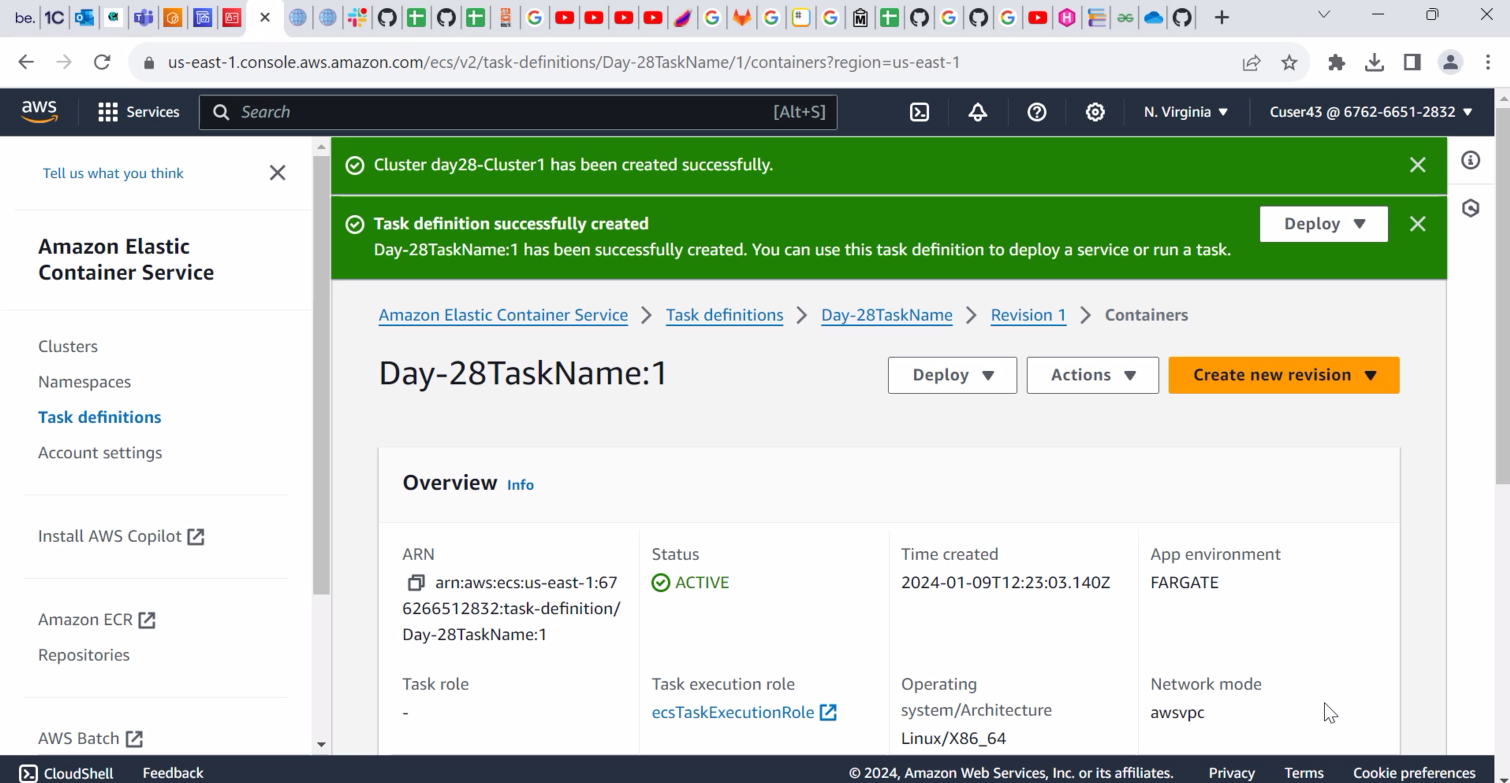 be.
1C
us-east-1.console.aws.amazon.com/ecs/v2/task-definitions/Day-28TaskName/1/containers?region=us-east-1
aws
Services
Search
[Alt+S]
N. Virginia
Cuser43 @ 6762-6651-2832
Tell us what you think
Amazon Elastic
Container Service
Clusters
Namespaces
Task definitions
Account settings
Install AWS Copilot
Amazon ECR
Repositories
AWS Batch
Cluster day28-Cluster1 has been created successfully.
Task definition successfully created
Day-28TaskName:1 has been successfully created. You can use this task definition to deploy a service or run a task.
Deploy
Amazon Elastic Container Service > Task definitions > Day-28TaskName > Revision 1 > Containers
Day-28TaskName:1
Deploy
Actions
Create new revision
Overview Info
ARN
arn:aws:ecs:us-east-1:67
6266512832:task-definition/
Day-28TaskName:1
Status
ACTIVE
Time created
2024-01-09T12:23:03.140Z
App environment
FARGATE
Task role
-
Task execution role
ecsTaskExecutionRole
Operating
system/Architecture
Linux/X86_64
Network mode
awsvpc
CloudShell
Feedback
© 2024, Amazon Web Services, Inc. or its affiliates.
Privacy
Terms
Cookie preferences